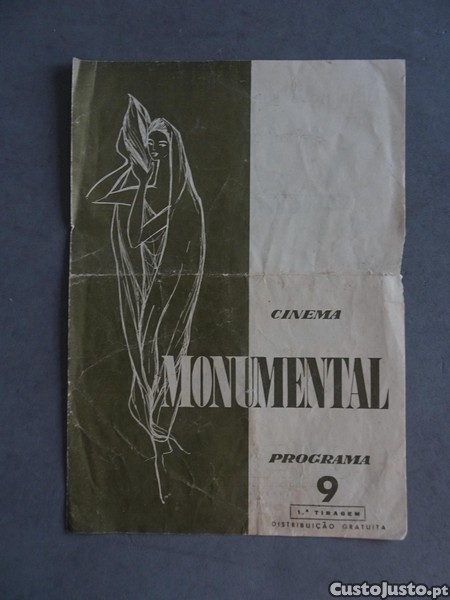 CINEMA
MONUMENTAL
PROGRAMA
9
1.ª TIRAGEM
DISTRIBUIÇÃO GRATUITA
CustoJusto.pt